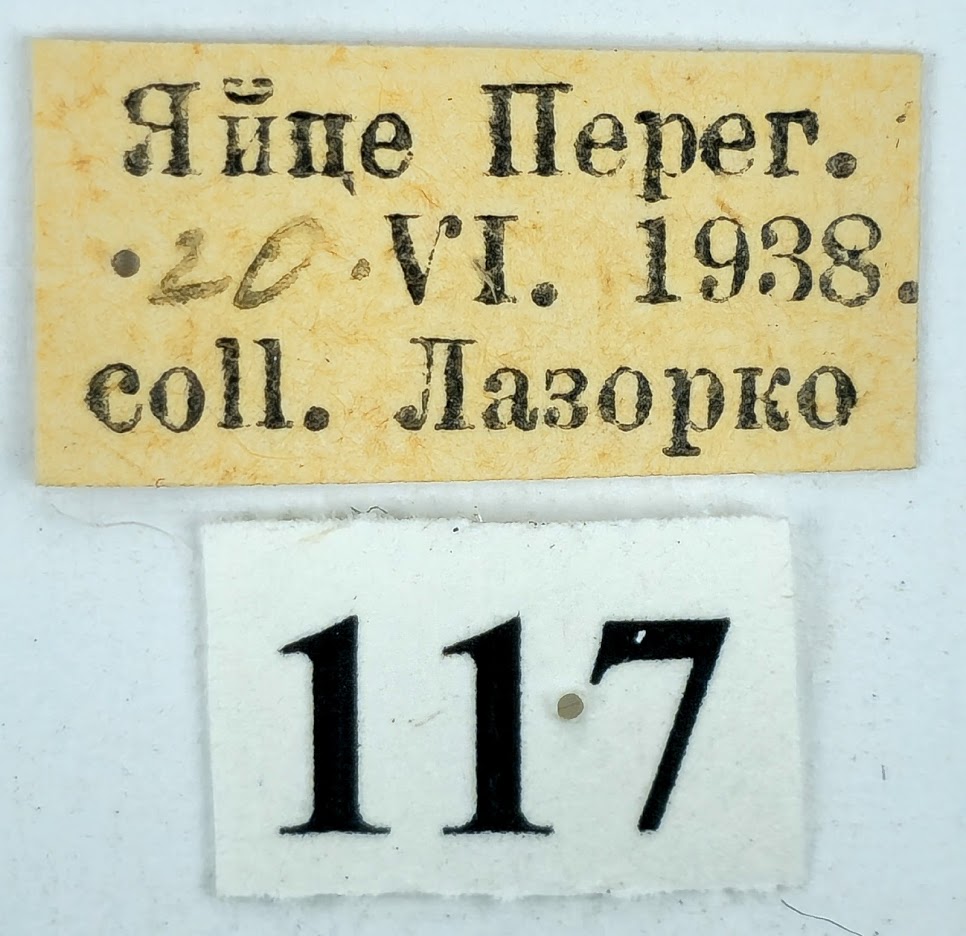 Яйце Перег.
20. VI. 1938.
coll. Лазорко
117